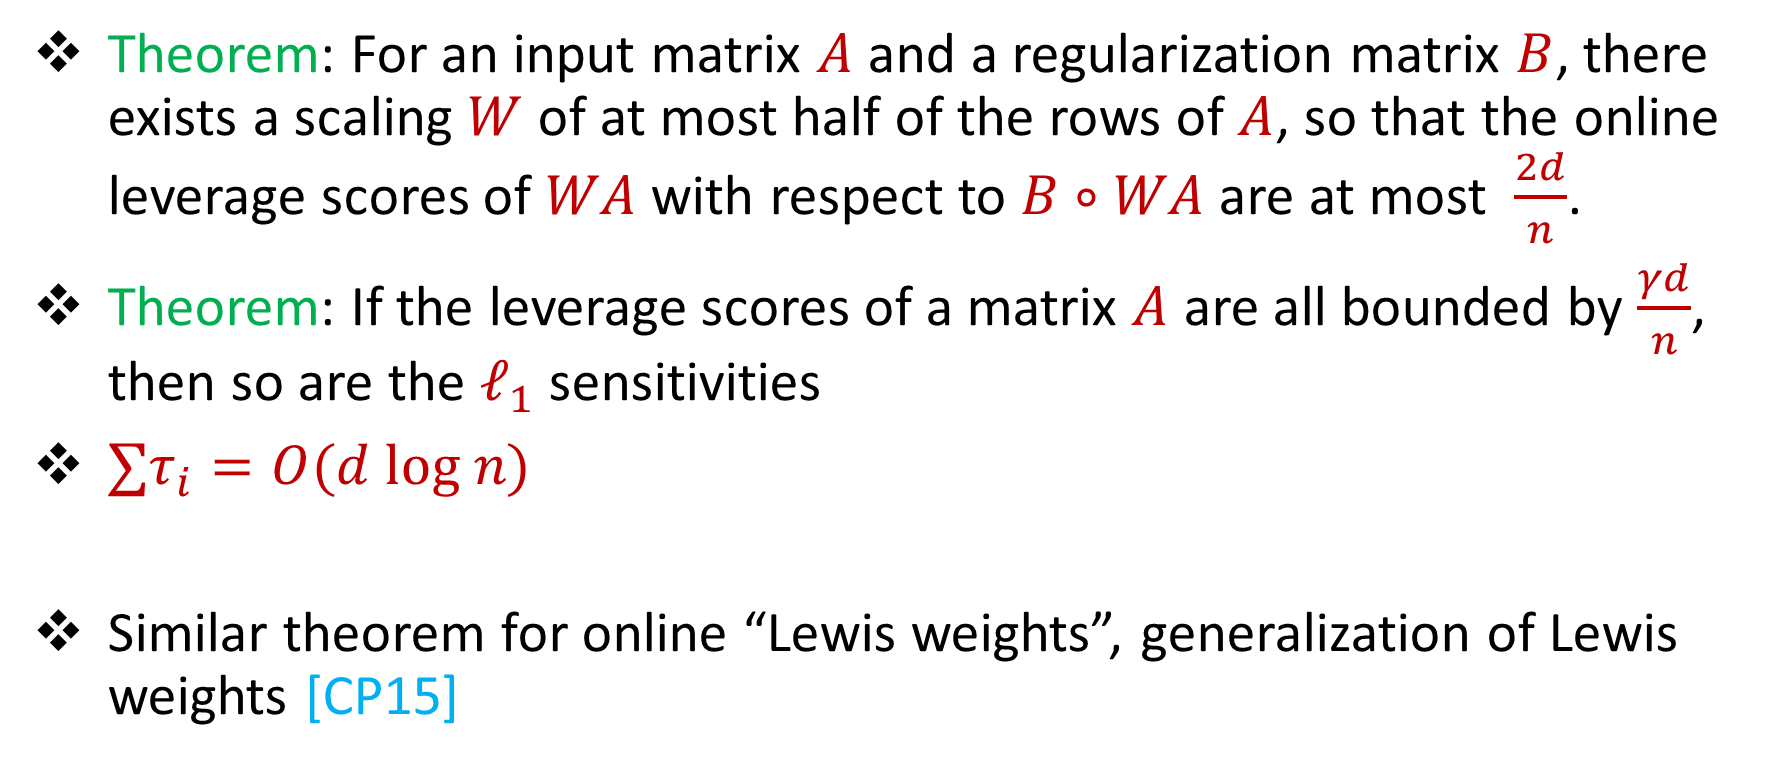 ❖ Theorem: For an input matrix A and a regularization matrix B, there
exists a scaling W of at most half of the rows of A, so that the online
leverage scores of WA with respect to B ∘ WA are at most 2d/n.
❖ Theorem: If the leverage scores of a matrix A are all bounded by γd/n,
then so are the ℓ₁ sensitivities
❖ ∑τᵢ = O(d log n)
❖ Similar theorem for online “Lewis weights”, generalization of Lewis
weights [CP15]